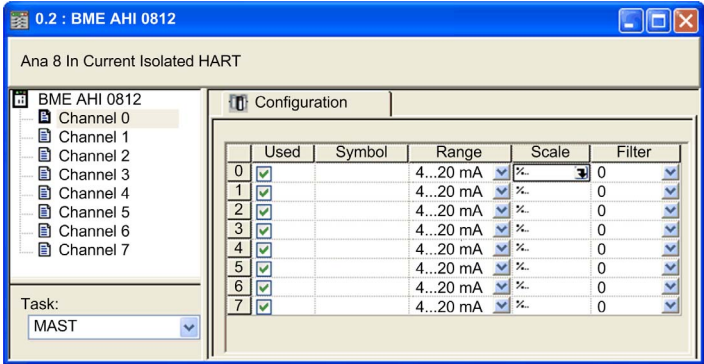 0.2 : BME AHI 0812
Ana 8 In Current Isolated HART
BME AHI 0812
Channel 0
Channel 1
Channel 2
Channel 3
Channel 4
Channel 5
Channel 6
Channel 7
Task:
MAST
Configuration
Used Symbol Range Scale Filter
0 4...20 mA %.. 0
1 4...20 mA %.. 0
2 4...20 mA %.. 0
3 4...20 mA %.. 0
4 4...20 mA %.. 0
5 4...20 mA %.. 0
6 4...20 mA %.. 0
7 4...20 mA %.. 0